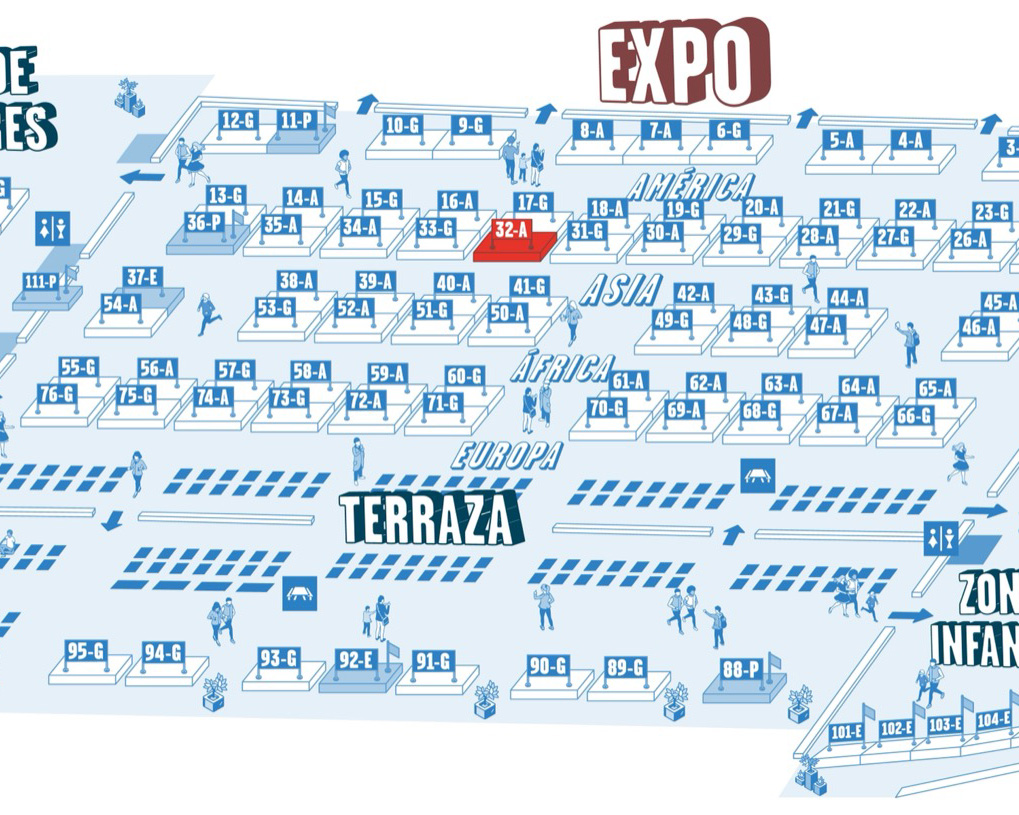 DE
RES
EXPO
12-G 11-P 10-G 9-G 8-A 7-A 6-G 5-A 4-A 3-
AMÉRICA
G 13-G 14-A 15-G 16-A 17-G 18-A 19-G 20-A 21-G 22-A 23-G
36-P 35-A 34-A 33-G 32-A 31-G 30-A 29-G 28-A 27-G 26-A
ASIA
111-P 37-E 38-A 39-A 40-A 41-G 42-A 43-G 44-A 45-A
54-A 53-G 52-A 51-G 50-A 49-G 48-G 47-A 46-A
ÁFRICA
55-G 56-A 57-G 58-A 59-A 60-G 61-A 62-A 63-A 64-A 65-A
76-G 75-G 74-A 73-G 72-A 71-G 70-G 69-A 68-G 67-A 66-G
EUROPA
TERRAZA
ZON
INFAN
95-G 94-G 93-G 92-E 91-G 90-G 89-G 88-P
101-E 102-E 103-E 104-E